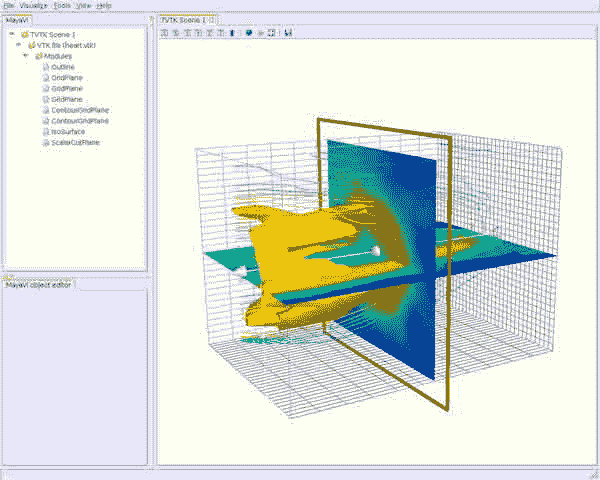 File Visualize Tools View Help
MayaVi
TVTK Scene 1
TVTK Scene 1
VTK file (heart.vtk)
Modules
Outline
GridPlane
GridPlane
GridPlane
ContourGridPlane
ContourGridPlane
IsoSurface
ScalarCutPlane
MayaVi object editor